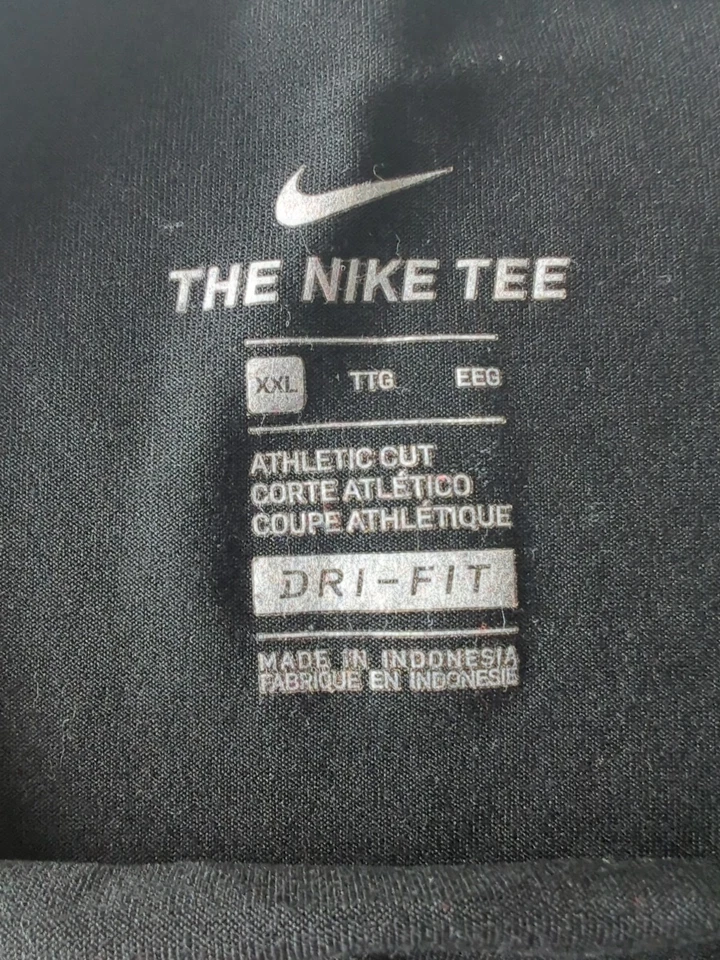 THE NIKE TEE
XXL TTG EEG
ATHLETIC CUT
CORTE ATLÉTICO
COUPE ATHLÉTIQUE
DRI-FIT
MADE IN INDONESIA
FABRIQUE EN INDONESIE